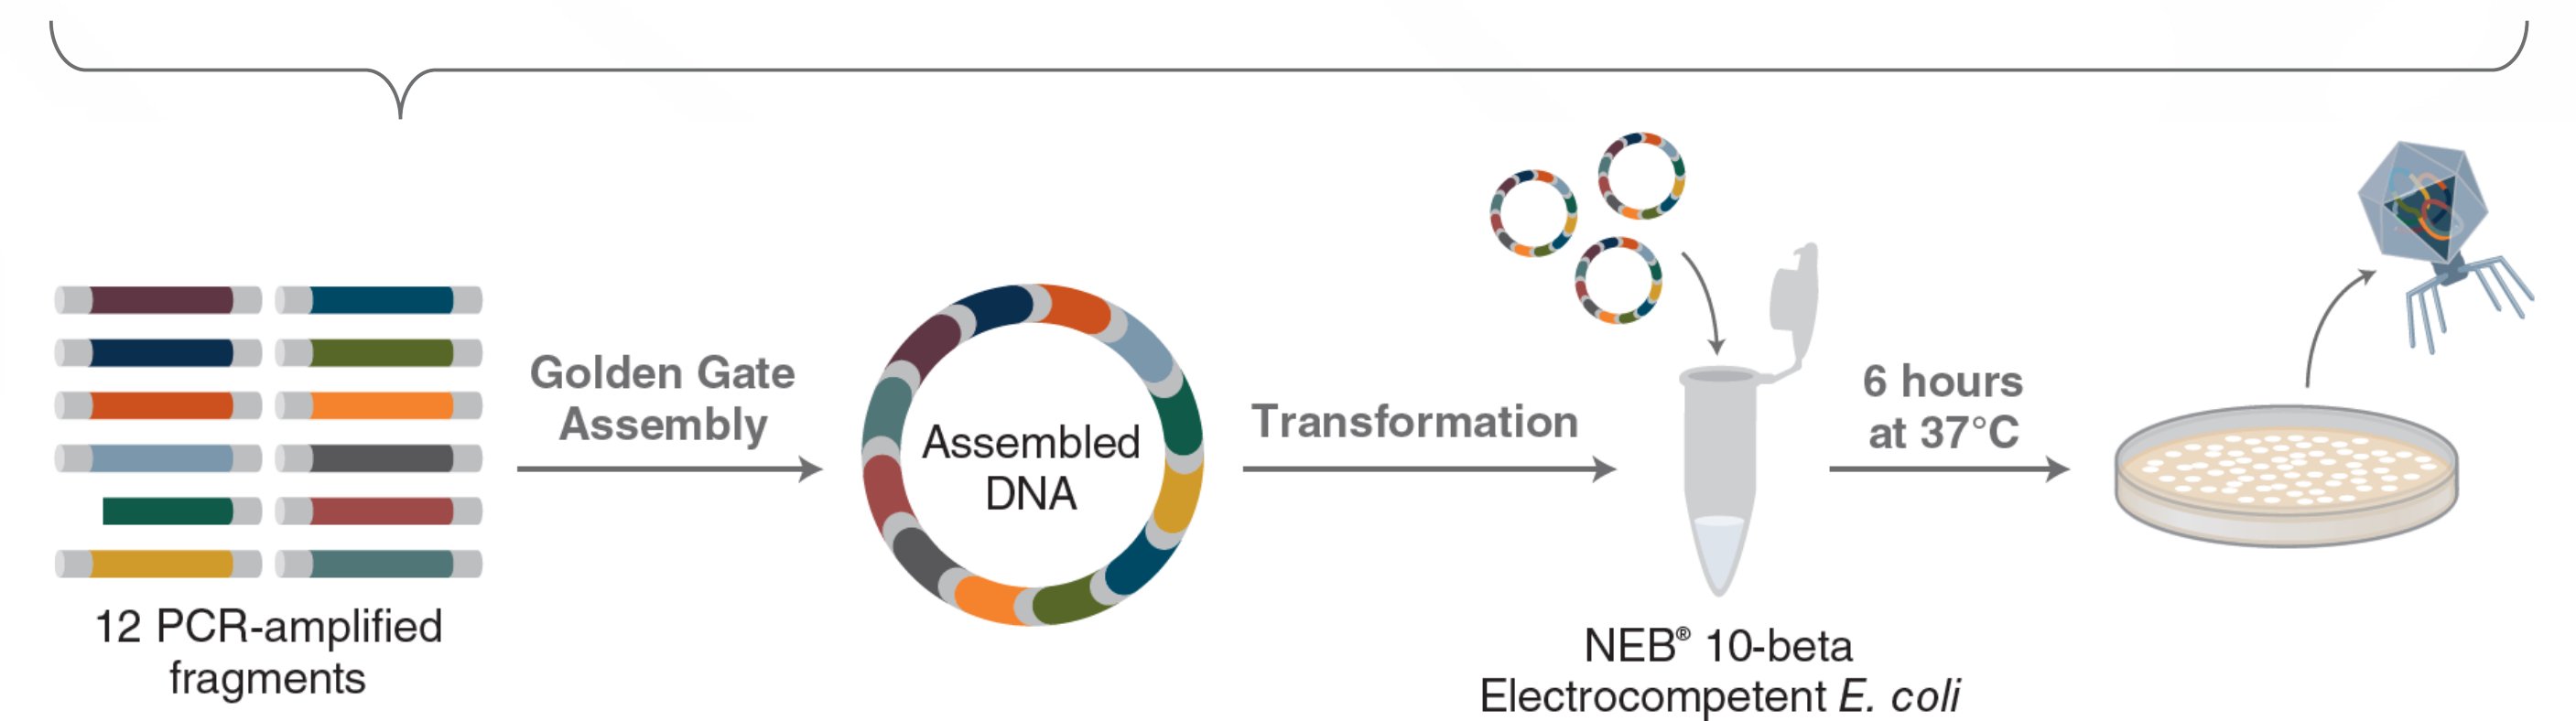 Golden Gate
Assembly
Assembled
DNA
Transformation
6 hours
at 37°C
12 PCR-amplified
fragments
NEB® 10-beta
Electrocompetent E. coli